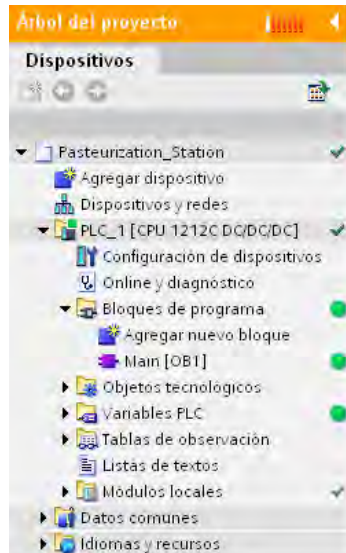 Árbol del proyecto
Dispositivos
Pasteurization_Station
Agregar dispositivo
Dispositivos y redes
PLC_1 [CPU 1212C DC/DC/DC]
Configuración de dispositivos
Online y diagnóstico
Bloques de programa
Agregar nuevo bloque
Main [OB1]
Objetos tecnológicos
Variables PLC
Tablas de observación
Listas de textos
Módulos locales
Datos comunes
Idiomas y recursos